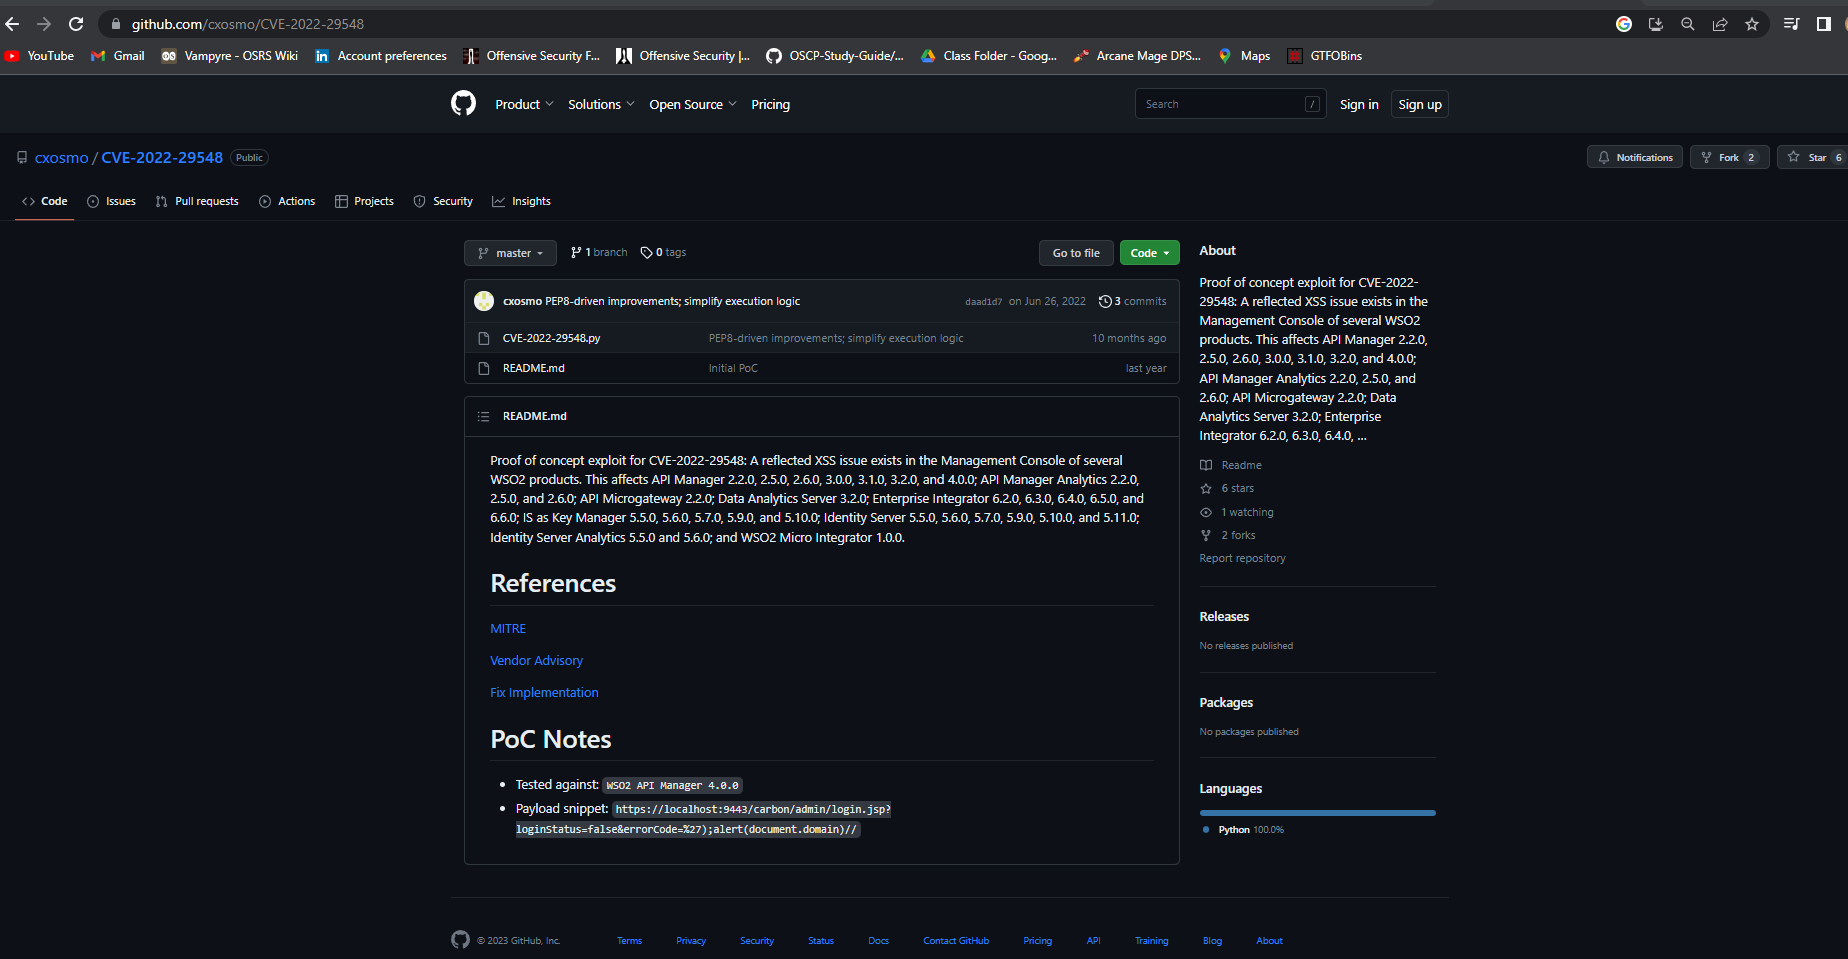 github.com/cxosmo/CVE-2022-29548
YouTube Gmail Vampyre - OSRS Wiki Account preferences Offensive Security F... Offensive Security |... OSCP-Study-Guide/... Class Folder - Goog... Arcane Mage DPS... Maps GTFOBins
Product Solutions Open Source Pricing Search / Sign in Sign up
cxosmo / CVE-2022-29548 Public Notifications Fork 2 Star 6
Code Issues Pull requests Actions Projects Security Insights
master 1 branch 0 tags Go to file Code
cxosmo PEP8-driven improvements; simplify execution logic daad1d7 on Jun 26, 2022 3 commits
CVE-2022-29548.py PEP8-driven improvements; simplify execution logic 10 months ago
README.md Initial PoC last year
README.md
Proof of concept exploit for CVE-2022-29548: A reflected XSS issue exists in the Management Console of several
WSO2 products. This affects API Manager 2.2.0, 2.5.0, 2.6.0, 3.0.0, 3.1.0, 3.2.0, and 4.0.0; API Manager Analytics 2.2.0,
2.5.0, and 2.6.0; API Microgateway 2.2.0; Data Analytics Server 3.2.0; Enterprise Integrator 6.2.0, 6.3.0, 6.4.0, 6.5.0, and
6.6.0; IS as Key Manager 5.5.0, 5.6.0, 5.7.0, 5.9.0, and 5.10.0; Identity Server 5.5.0, 5.6.0, 5.7.0, 5.9.0, 5.10.0, and 5.11.0;
Identity Server Analytics 5.5.0 and 5.6.0; and WSO2 Micro Integrator 1.0.0.
References
MITRE
Vendor Advisory
Fix Implementation
PoC Notes
Tested against: WSO2 API Manager 4.0.0
Payload snippet: https://localhost:9443/carbon/admin/login.jsp?
loginStatus=false&errorCode=%27);alert(document.domain)//
About
Proof of concept exploit for CVE-2022-
29548: A reflected XSS issue exists in the
Management Console of several WSO2
products. This affects API Manager 2.2.0,
2.5.0, 2.6.0, 3.0.0, 3.1.0, 3.2.0, and 4.0.0;
API Manager Analytics 2.2.0, 2.5.0, and
2.6.0; API Microgateway 2.2.0; Data
Analytics Server 3.2.0; Enterprise
Integrator 6.2.0, 6.3.0, 6.4.0, ...
Readme
6 stars
1 watching
2 forks
Report repository
Releases
No releases published
Packages
No packages published
Languages
Python 100.0%
© 2023 GitHub, Inc. Terms Privacy Security Status Docs Contact GitHub Pricing API Training Blog About